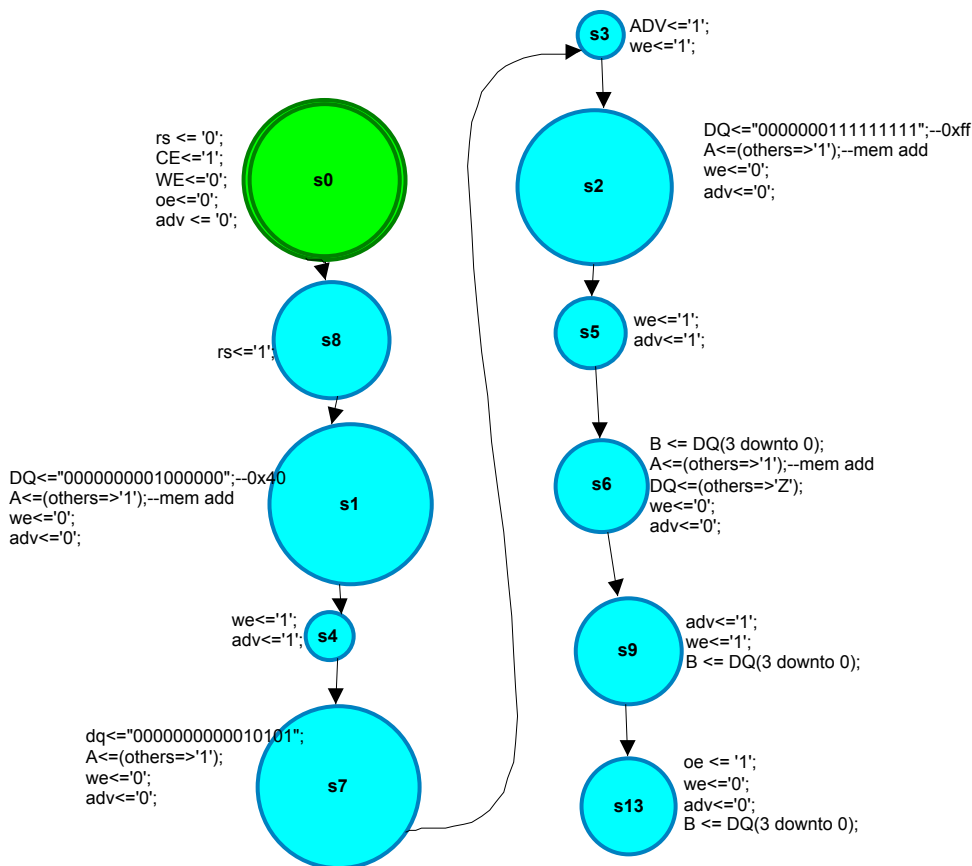 rs <= '0';
CE<='1';
WE<='0';
oe<='0';
adv <= '0';
s0
rs<='1';
s8
DQ<="0000000001000000";--0x40
A<=(others=>'1');--mem add
we<='0';
adv<='0';
s1
we<='1';
adv<='1';
s4
dq<="0000000000010101";
A<=(others=>'1');
we<='0';
adv<='0';
s7
s3
ADV<='1';
we<='1';
s2
DQ<="0000000111111111";--0xff
A<=(others=>'1');--mem add
we<='0';
adv<='0';
s5
we<='1';
adv<='1';
s6
B <= DQ(3 downto 0);
A<=(others=>'1');--mem add
DQ<=(others=>'Z');
we<='0';
adv<='0';
s9
adv<='1';
we<='1';
B <= DQ(3 downto 0);
s13
oe <= '1';
we<='0';
adv<='0';
B <= DQ(3 downto 0);